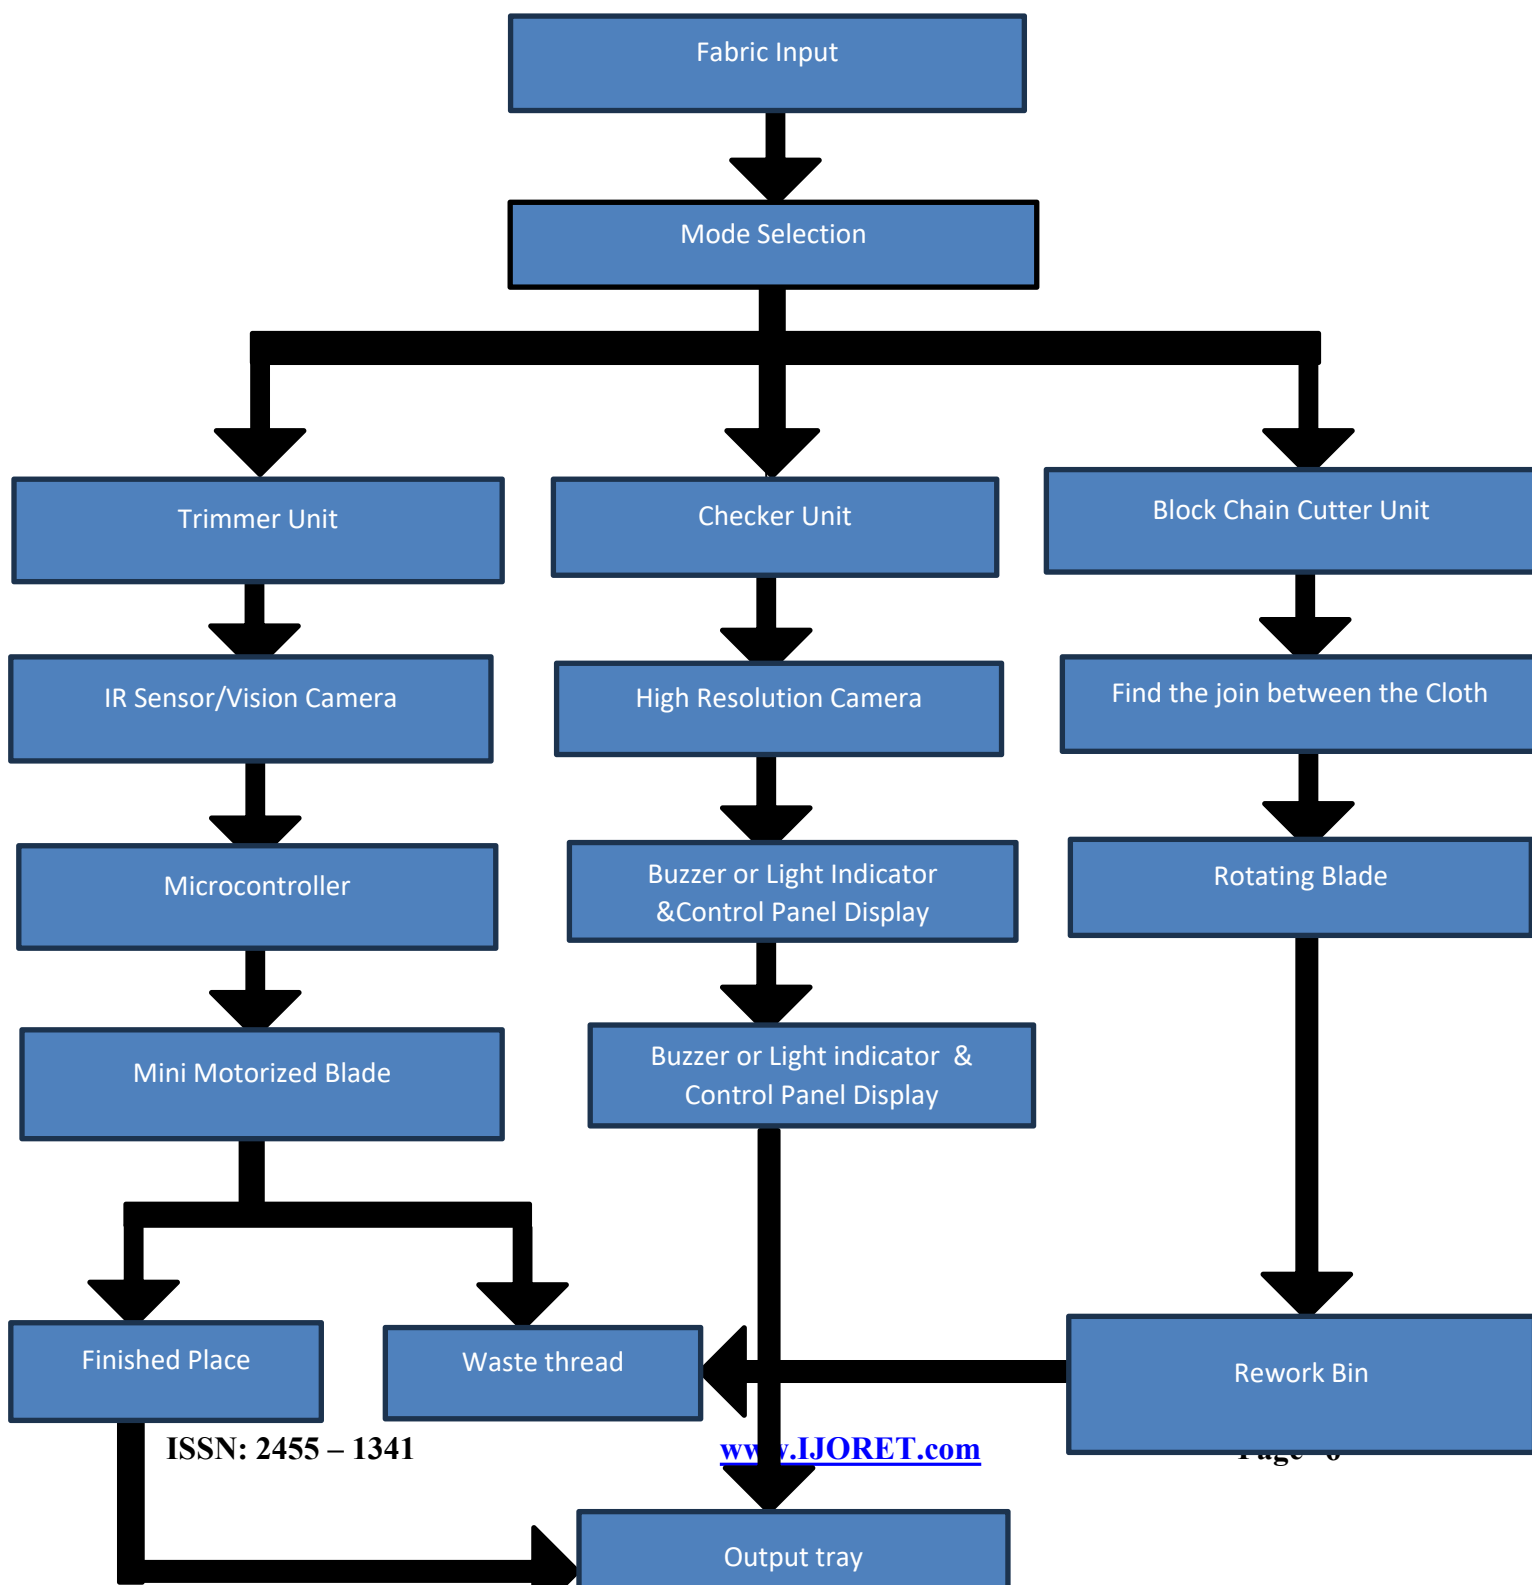 Fabric Input
Mode Selection
Trimmer Unit
Checker Unit
Block Chain Cutter Unit
IR Sensor/Vision Camera
High Resolution Camera
Find the join between the Cloth
Microcontroller
Buzzer or Light Indicator
&Control Panel Display
Rotating Blade
Mini Motorized Blade
Buzzer or Light indicator &
Control Panel Display
Finished Place
Waste thread
Rework Bin
ISSN: 2455 – 1341
www.IJORET.com
Output tray